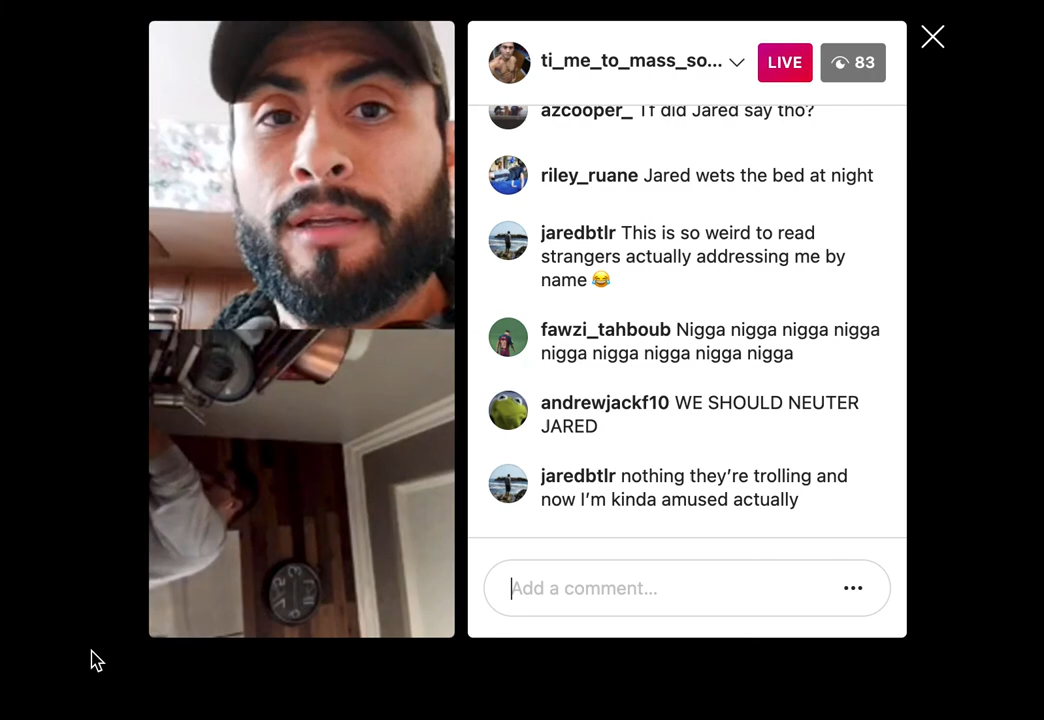 ti_me_to_mass_so...
LIVE
83
azcooper_ Tf did Jared say tho?
riley_ruane Jared wets the bed at night
jaredbtlr This is so weird to read
strangers actually addressing me by
name 😂
fawzi_tahboub Nigga nigga nigga nigga
nigga nigga nigga nigga nigga
andrewjackf10 WE SHOULD NEUTER
JARED
jaredbtlr nothing they’re trolling and
now I’m kinda amused actually
Add a comment...